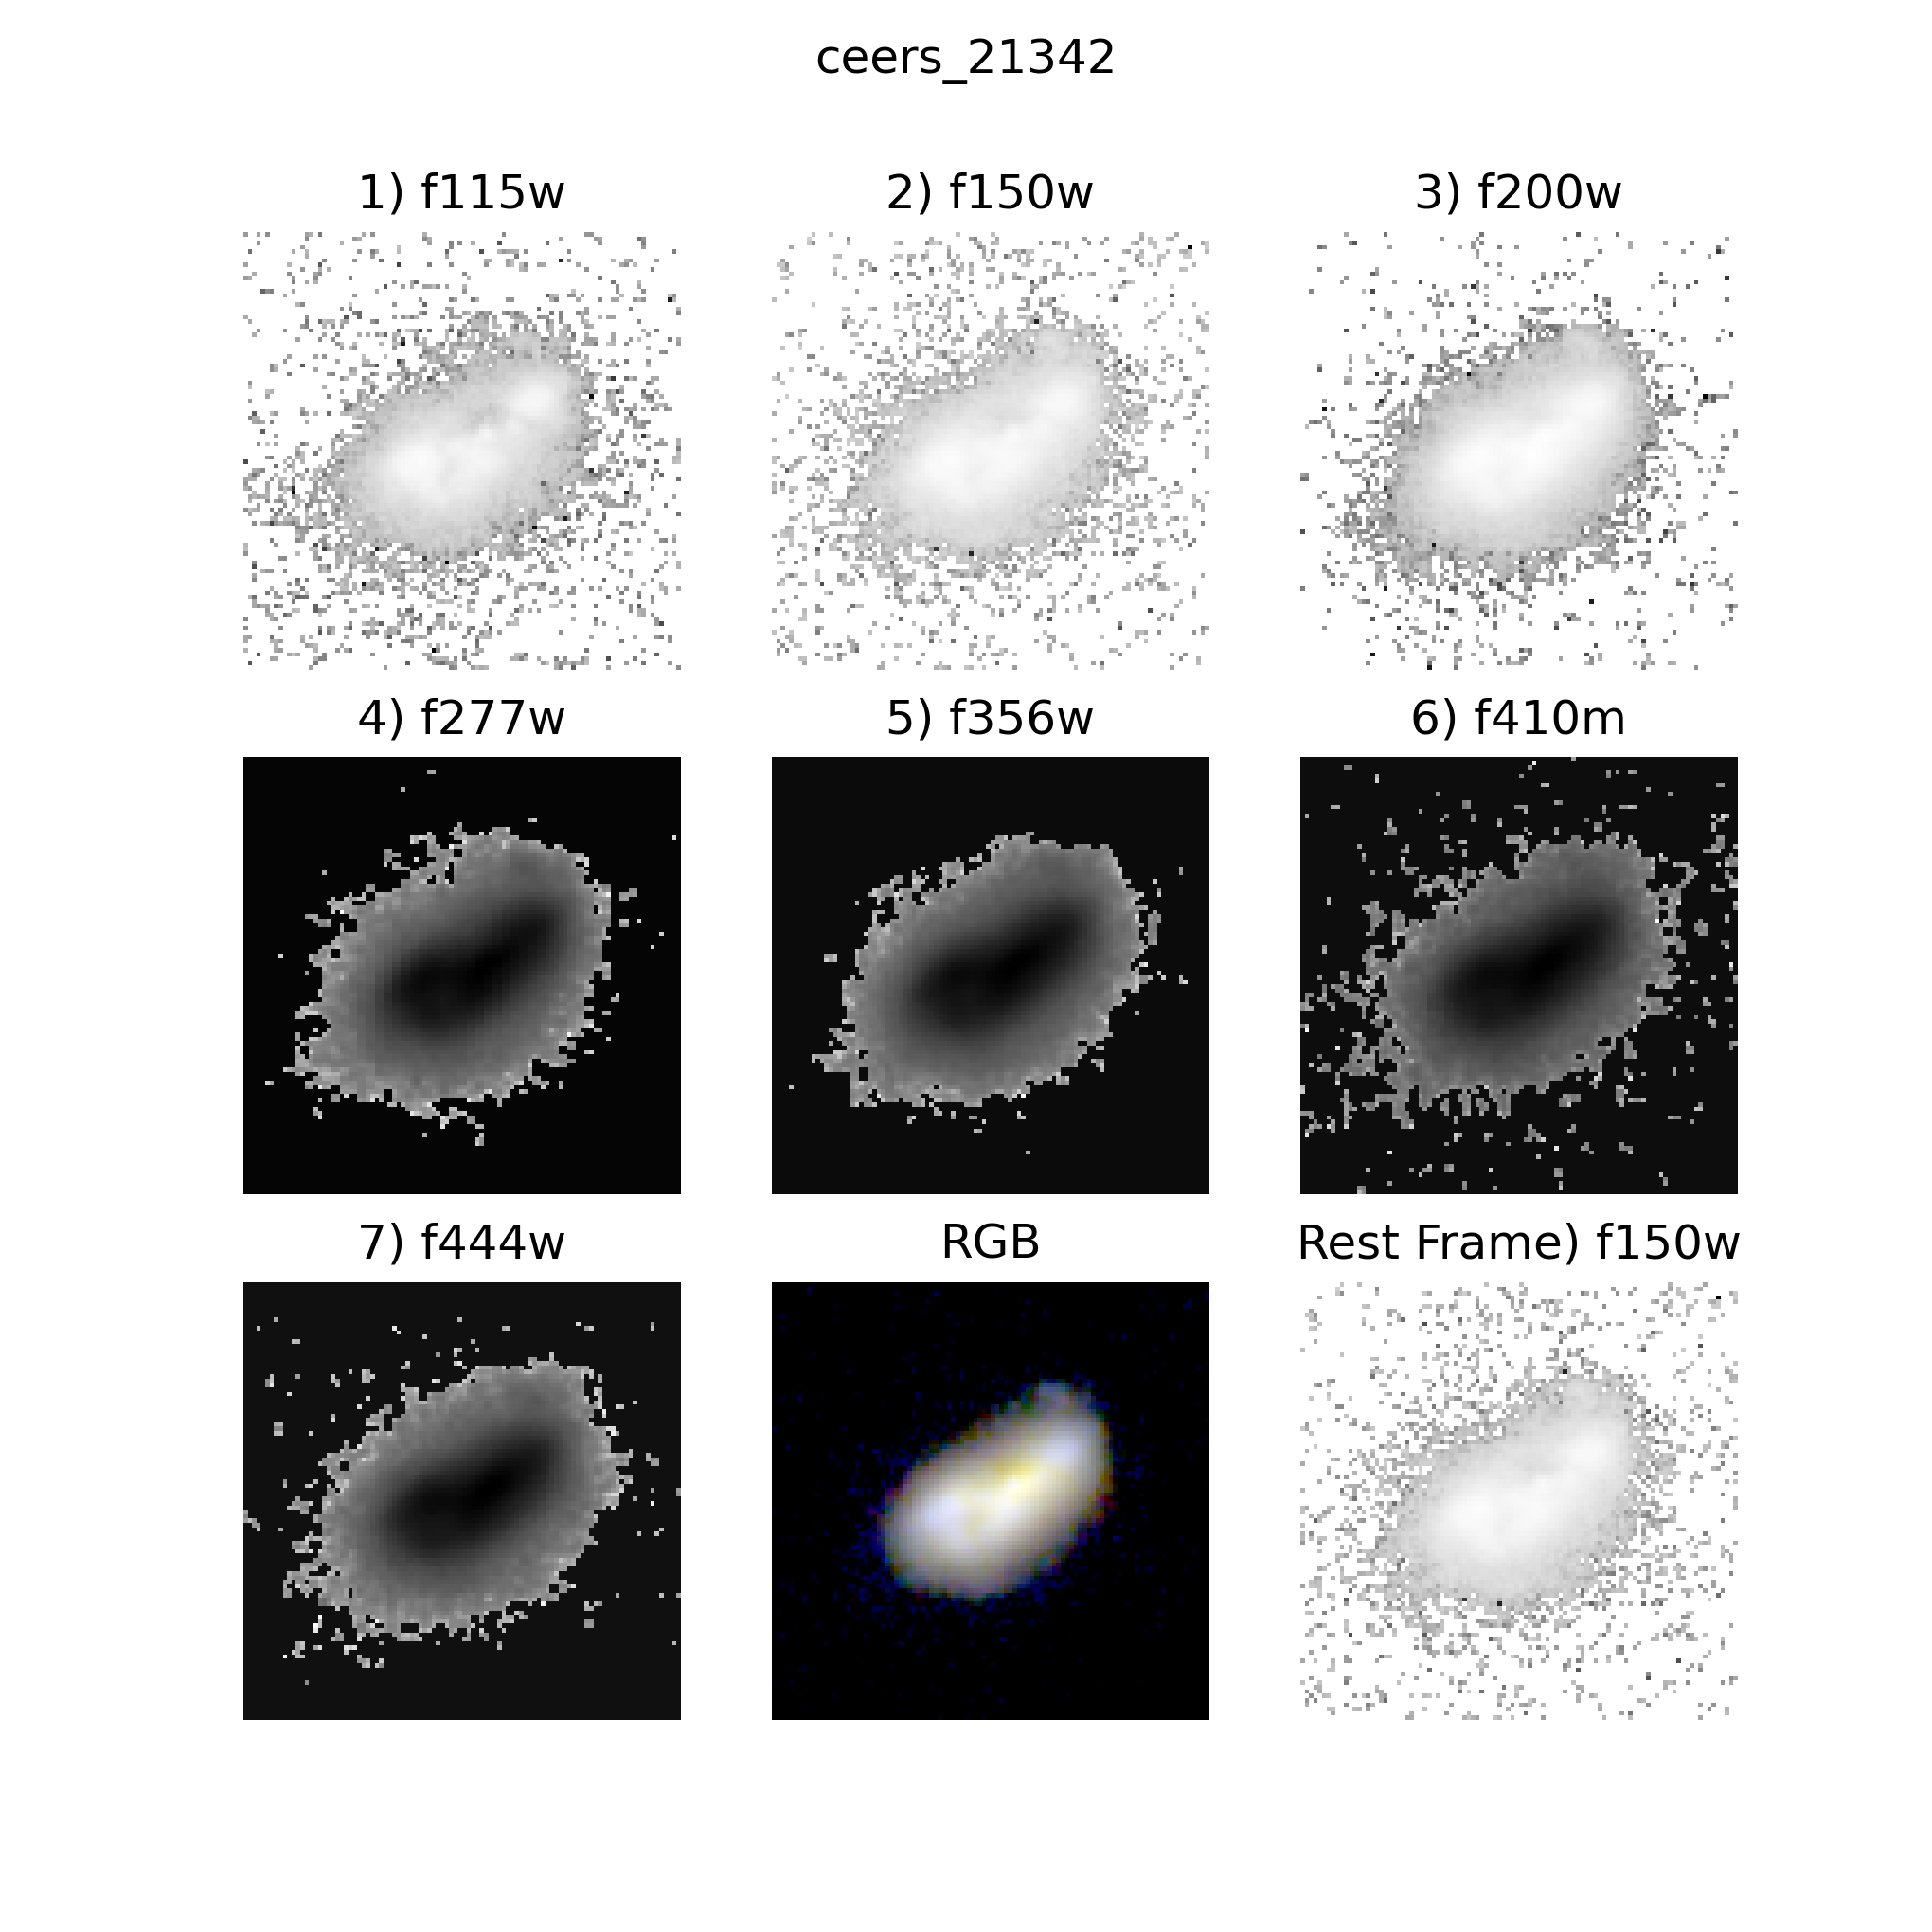 ceers_21342
1) f115w
2) f150w
3) f200w
4) f277w
5) f356w
6) f410m
7) f444w
RGB
Rest Frame) f150w